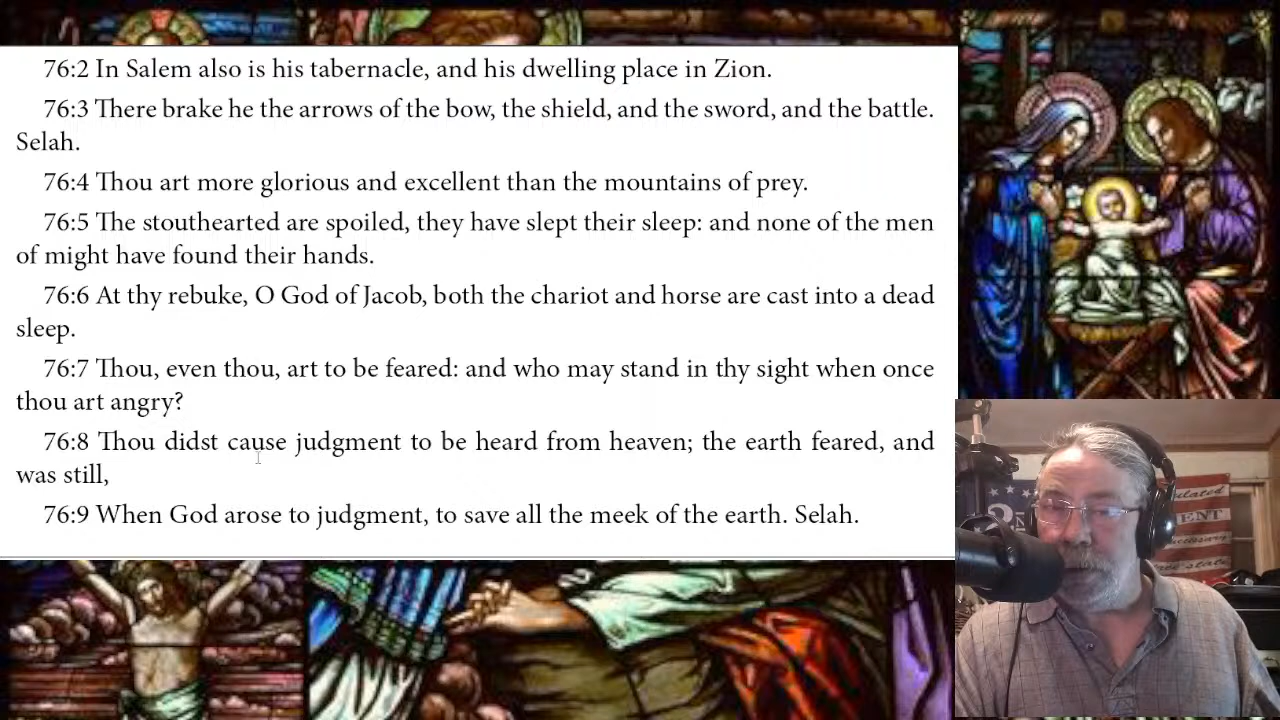 76:2 In Salem also is his tabernacle, and his dwelling place in Zion.
76:3 There brake he the arrows of the bow, the shield, and the sword, and the battle.
Selah.
76:4 Thou art more glorious and excellent than the mountains of prey.
76:5 The stouthearted are spoiled, they have slept their sleep: and none of the men
of might have found their hands.
76:6 At thy rebuke, O God of Jacob, both the chariot and horse are cast into a dead
sleep.
76:7 Thou, even thou, art to be feared: and who may stand in thy sight when once
thou art angry?
76:8 Thou didst cause judgment to be heard from heaven; the earth feared, and
was still,
76:9 When God arose to judgment, to save all the meek of the earth. Selah.
ulated
ENT